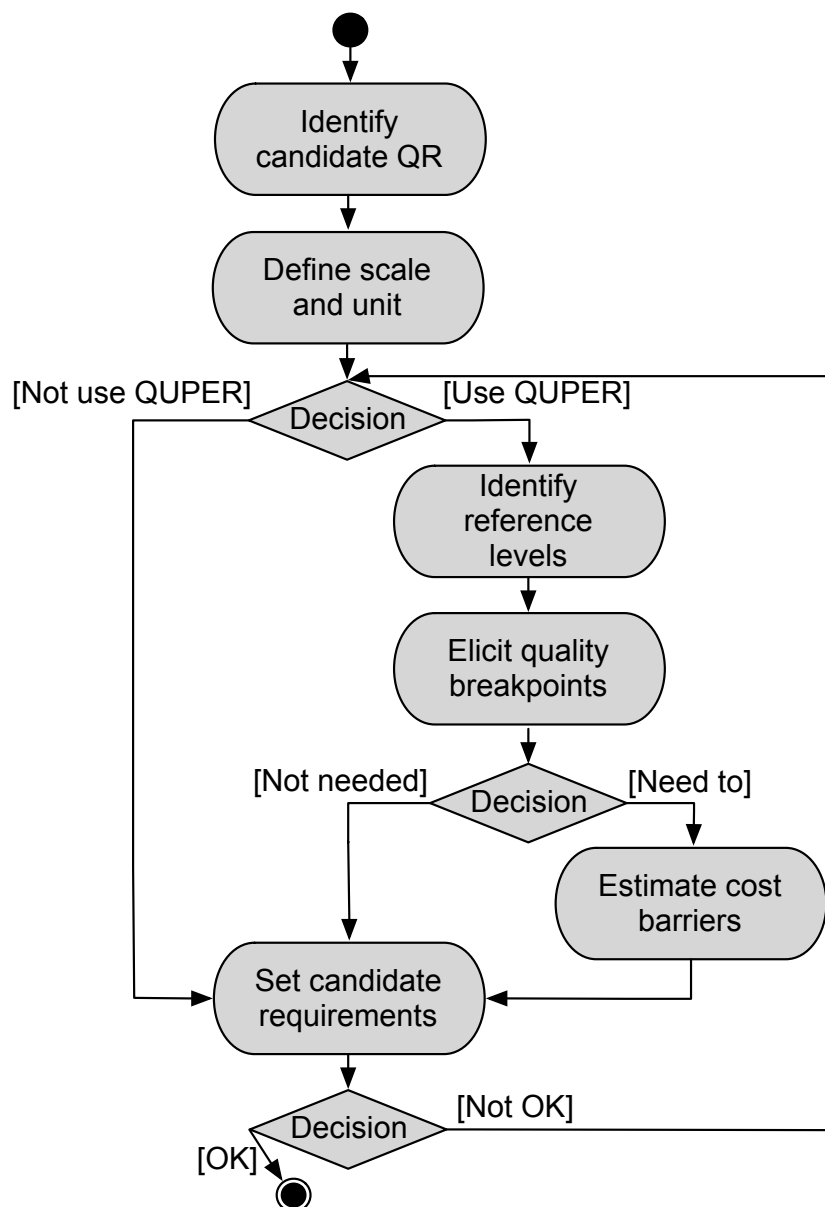 Identify
candidate QR
Define scale
and unit
[Not use QUPER]
[Use QUPER]
Decision
Identify
reference
levels
Elicit quality
breakpoints
[Not needed]
[Need to]
Decision
Estimate cost
barriers
Set candidate
requirements
[Not OK]
Decision
[OK]